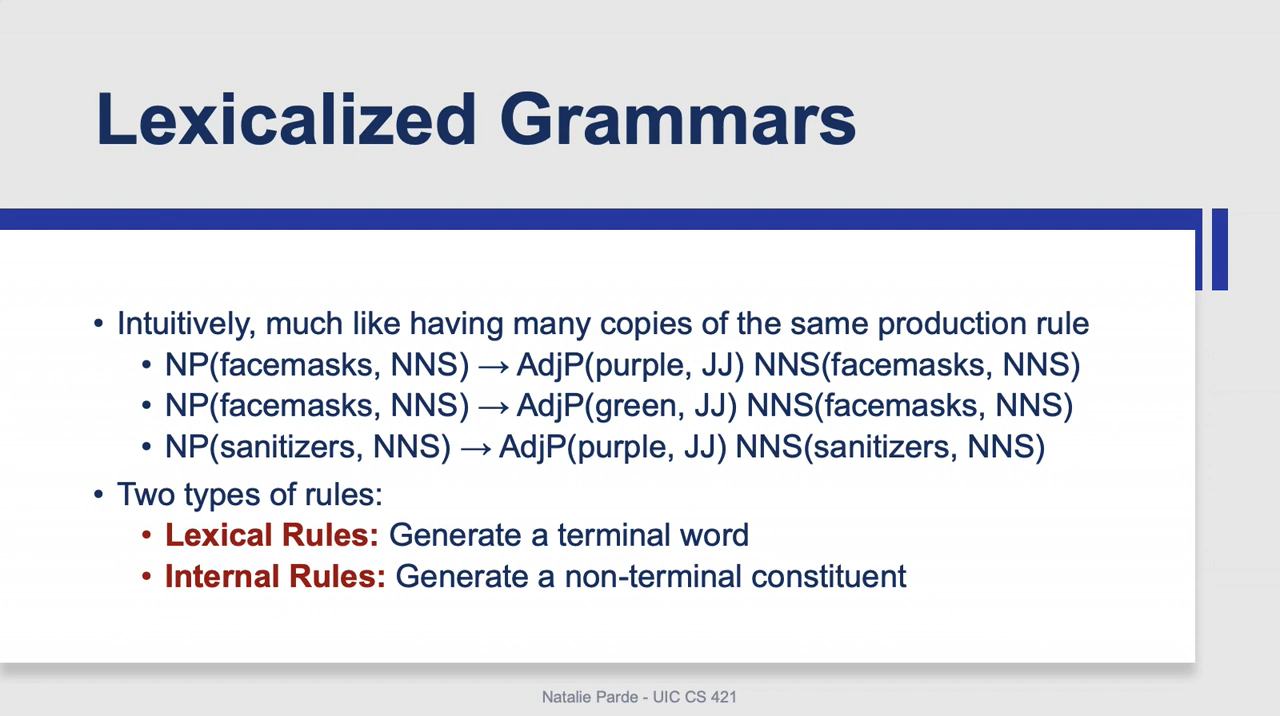 Lexicalized Grammars
• Intuitively, much like having many copies of the same production rule
• NP(facemasks, NNS) → AdjP(purple, JJ) NNS(facemasks, NNS)
• NP(facemasks, NNS) → AdjP(green, JJ) NNS(facemasks, NNS)
• NP(sanitizers, NNS) → AdjP(purple, JJ) NNS(sanitizers, NNS)
• Two types of rules:
• Lexical Rules: Generate a terminal word
• Internal Rules: Generate a non-terminal constituent
Natalie Parde - UIC CS 421